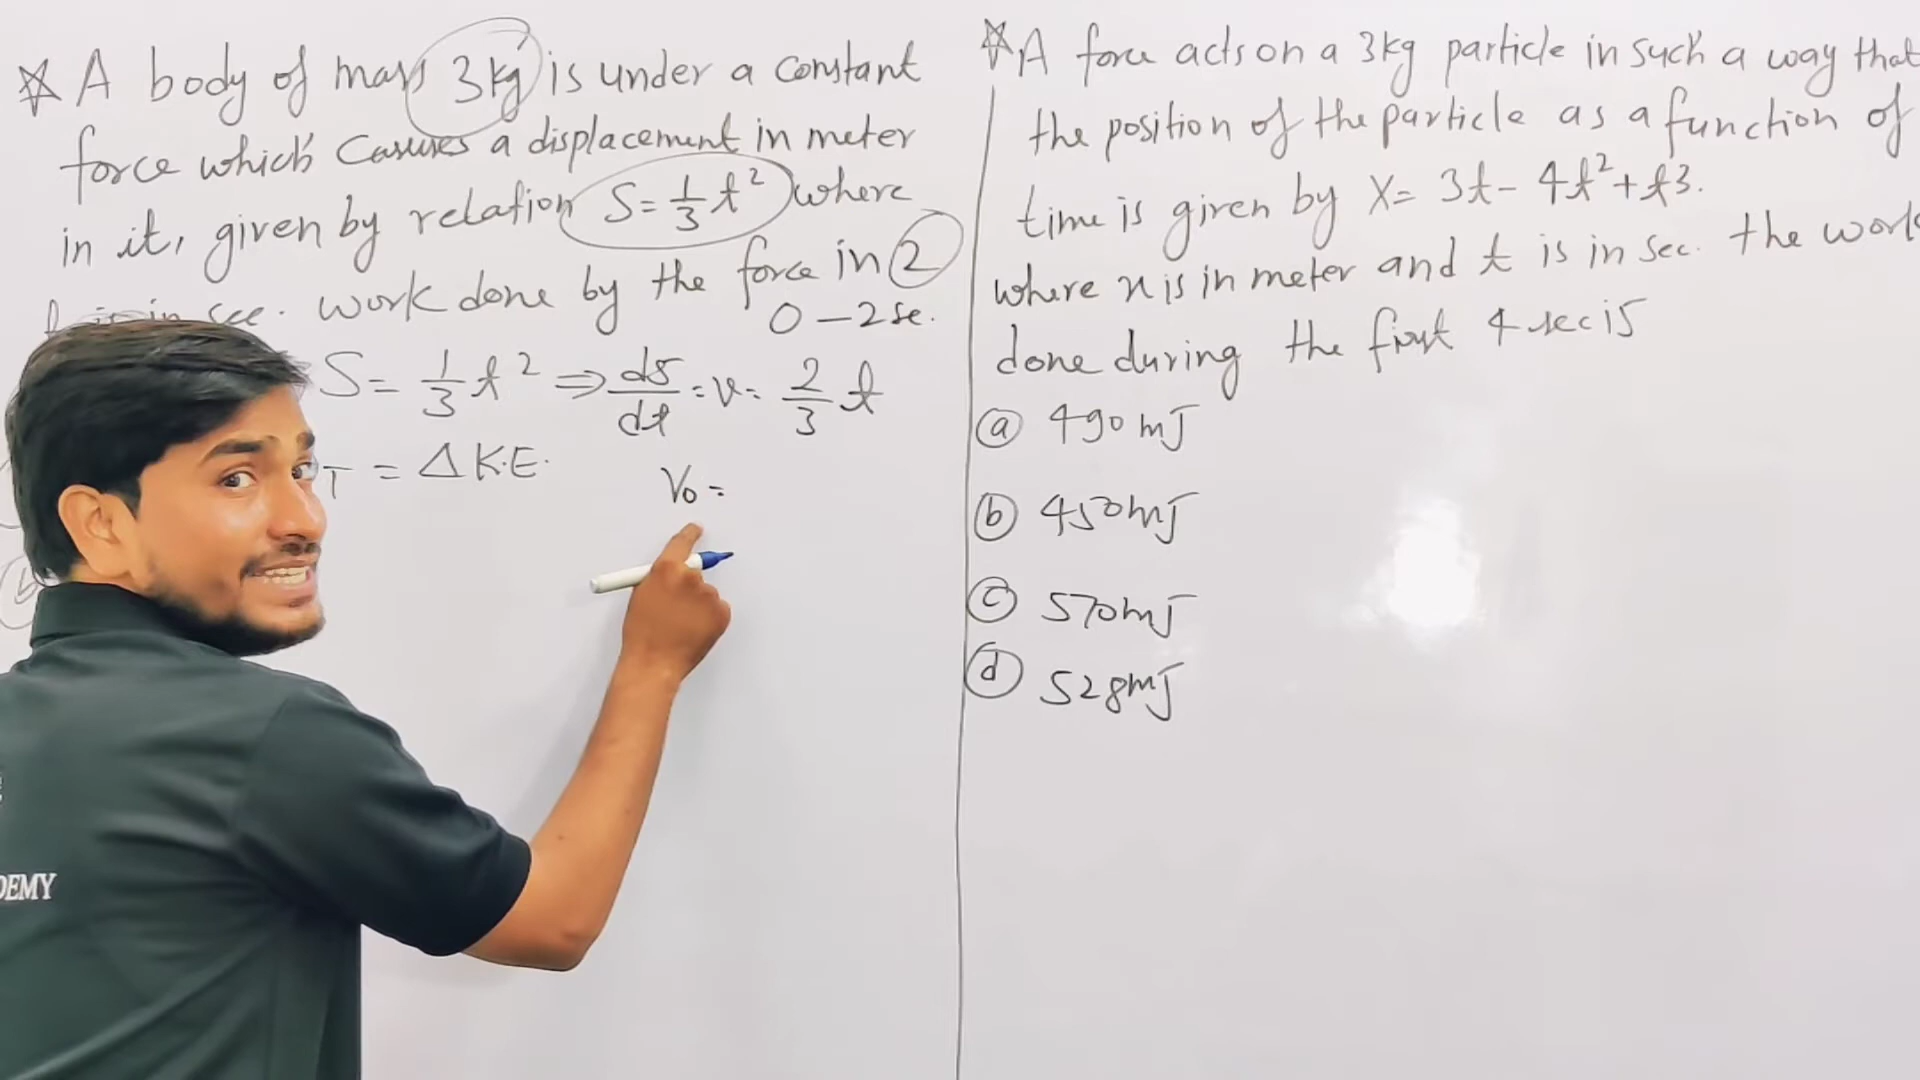 A body of mass 3kg is under a constant
force which causes a displacement in meter
in it, given by relation S = 1/3 t² where
in sec. work done by the force in 2
0 – 2 se.
S = 1/3 t² ⇒ ds/dt = v = 2/3 t
T = ΔK.E.
V₀ =
A force acts on a 3kg particle in such a way that
the position of the particle as a function of
time is given by X = 3t - 4t² + t3.
where x is in meter and t is in sec. the work
done during the first 4 sec is
(a) 490 mJ
(b) 450 mJ
(c) 570 mJ
(d) 528 mJ
(b)
DEMY